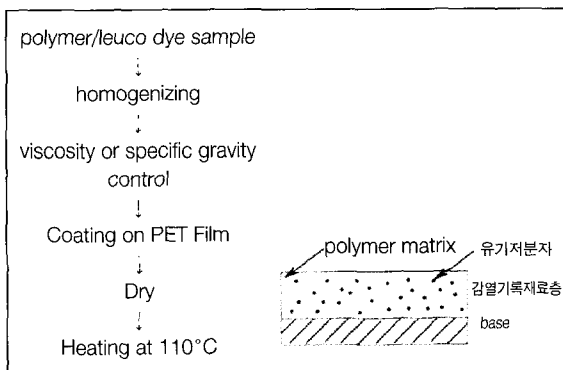 polymer/leuco dye sample
homogenizing
viscosity or specific gravity
control
Coating on PET Film
Dry
Heating at 110°C
polymer matrix
유기저분자
감열기록재료층
base